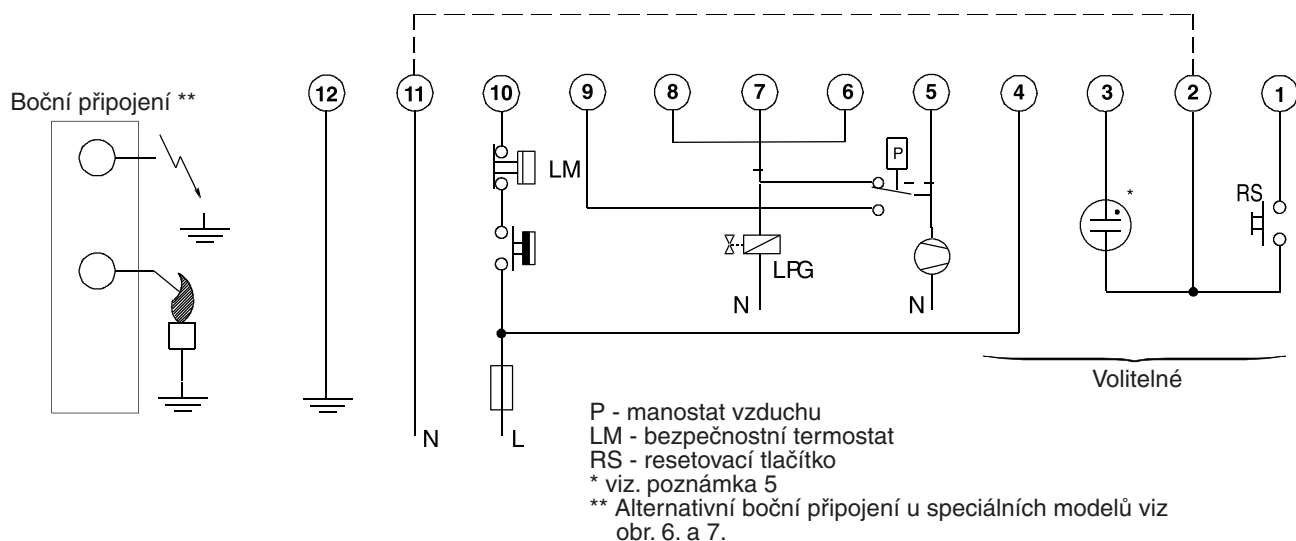 Boční připojení **
12 11 10 9 8 7 6 5 4 3 2 1
P
LM
*
RS
LPG
N N
Volitelné
N L
P - manostat vzduchu
LM - bezpečnostní termostat
RS - resetovací tlačítko
* viz. poznámka 5
** Alternativní boční připojení u speciálních modelů viz
obr. 6. a 7.